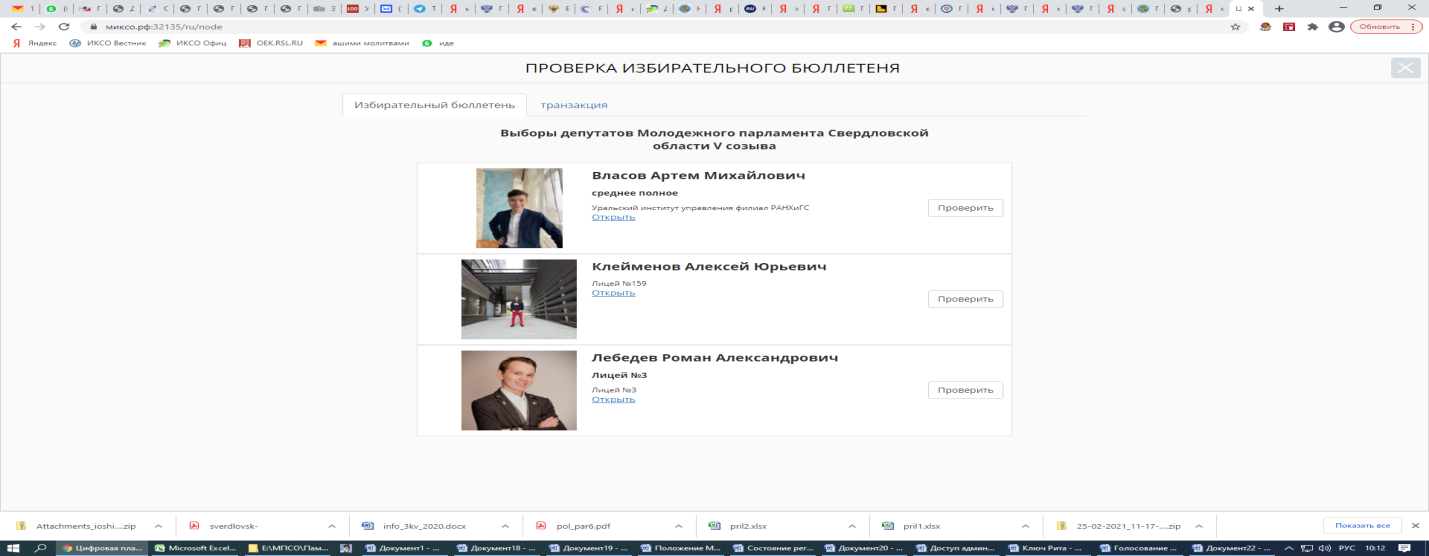 миксо.рф:32135/ru/node
Обновить
Яндекс ИКСО Вестник ИКСО Офиц OEK.RSL.RU ашими молитвами иде
ПРОВЕРКА ИЗБИРАТЕЛЬНОГО БЮЛЛЕТЕНЯ
Избирательный бюллетень транзакция
Выборы депутатов Молодежного парламента Свердловской
области V созыва
Власов Артем Михайлович
среднее полное
Уральский институт управления филиал РАНХиГС
Открыть
Проверить
Клейменов Алексей Юрьевич
Лицей №159
Открыть
Проверить
Лебедев Роман Александрович
Лицей №3
Лицей №3
Открыть
Проверить
Attachments_ioshi....zip sverdlovsk- info_3kv_2020.docx pol_par6.pdf pril2.xlsx pril1.xlsx 25-02-2021_11-17-....zip Показать все
Цифровая пла... Microsoft Excel... E:\МПСО\Пам... Документ1 - ... Документ18 - ... Документ19 - ... Положение М... Состояние рег... Документ20 - ... Доступ админ... Ключ Рита - ... Голосование ... Документ22 - ... РУС 10:12